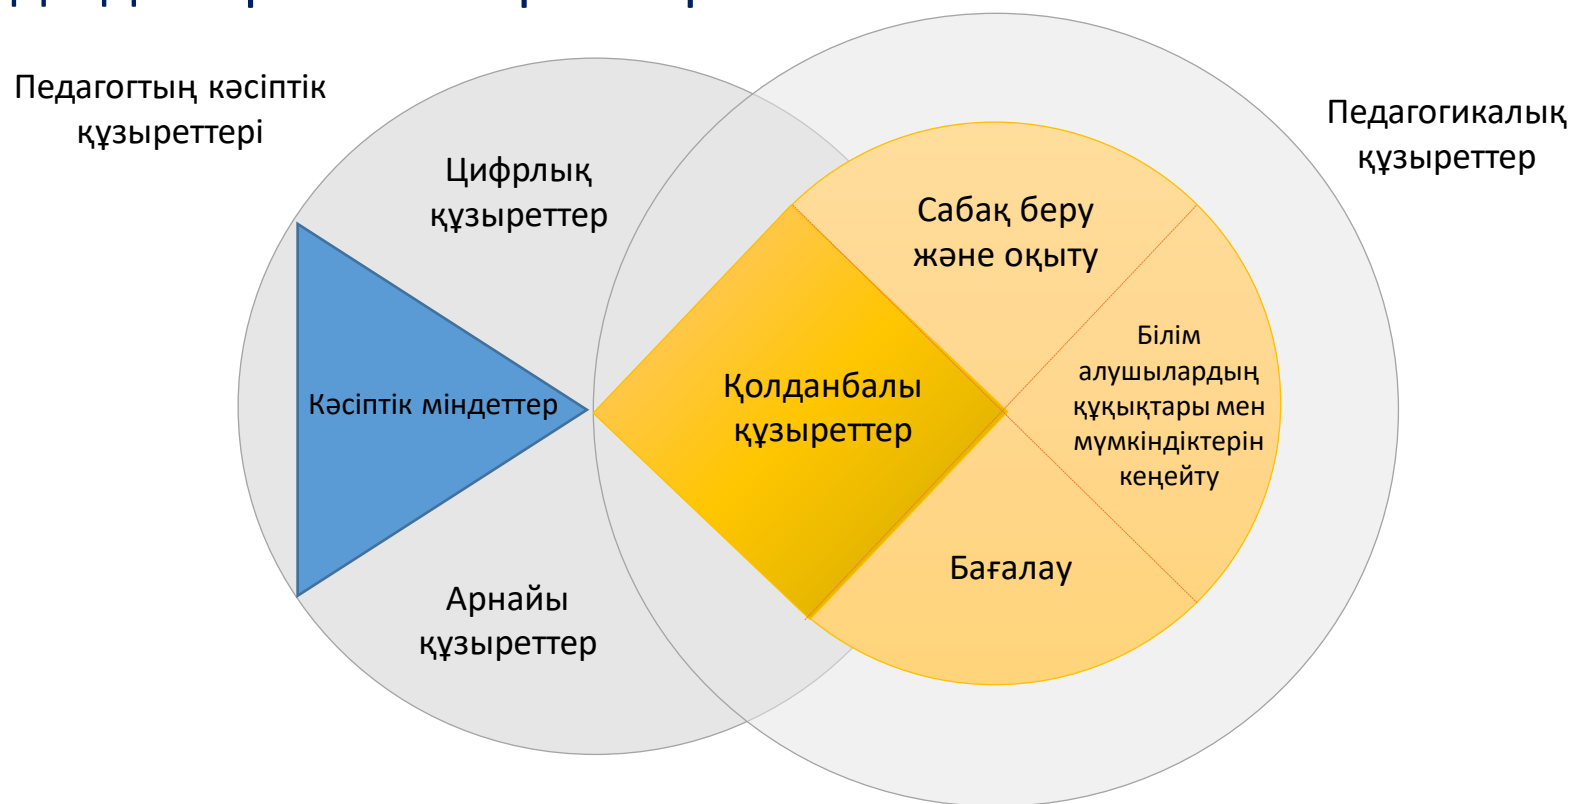 Педагогтың кәсіптік
құзыреттері
Цифрлық
құзыреттер
Кәсіптік міндеттер
Арнайы
құзыреттер
Қолданбалы
құзыреттер
Сабақ беру
және оқыту
Білім
алушылардың
құқықтары мен
мүмкіндіктерін
кеңейту
Бағалау
Педагогикалық
құзыреттер